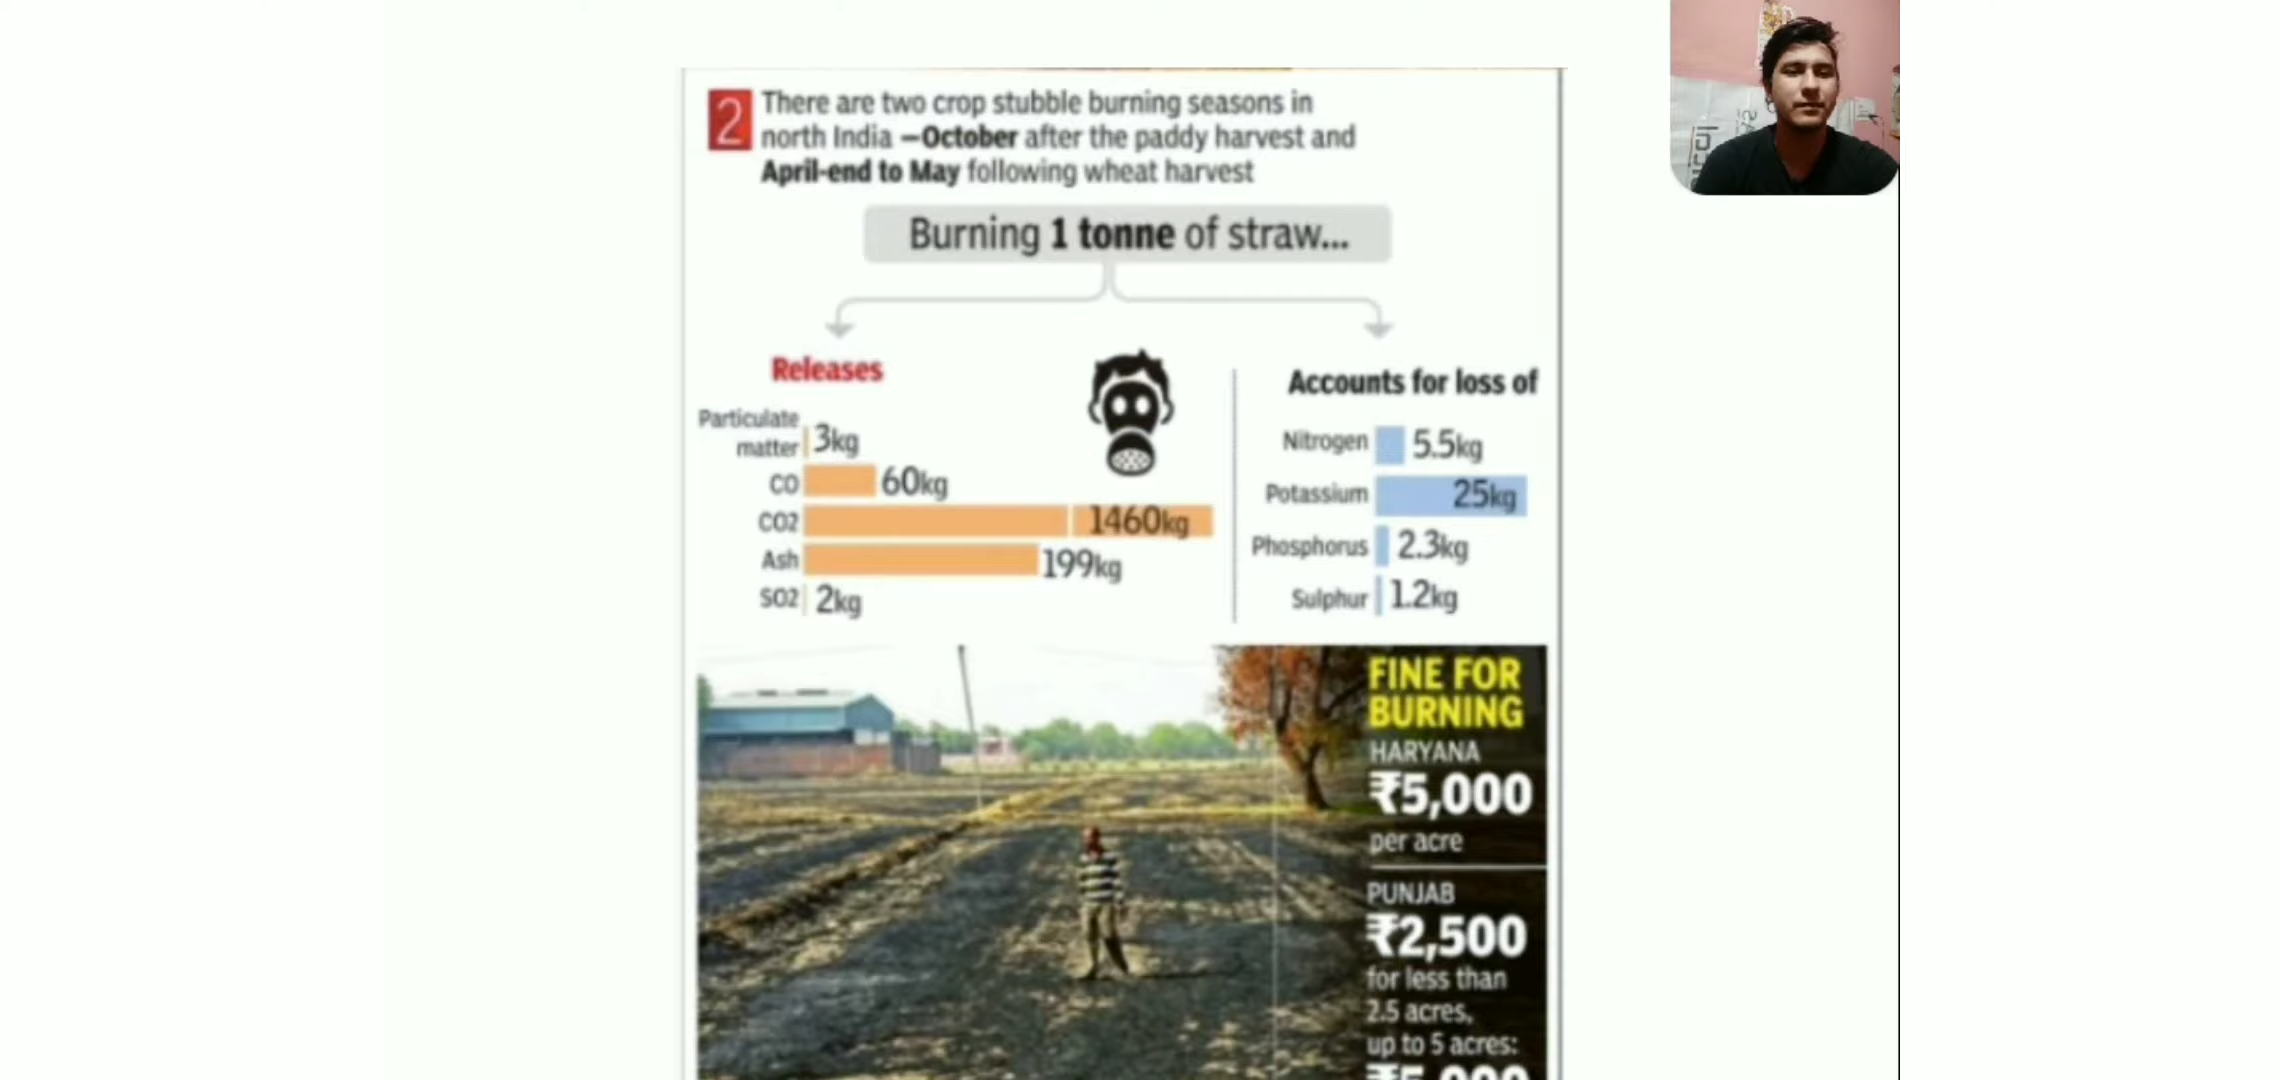 2
There are two crop stubble burning seasons in
north India —October after the paddy harvest and
April-end to May following wheat harvest
Burning 1 tonne of straw...
Releases
Particulate
matter 3kg
CO 60kg
CO2 1460kg
Ash 199kg
SO2 2kg
Accounts for loss of
Nitrogen 5.5kg
Potassium 25kg
Phosphorus 2.3kg
Sulphur 1.2kg
FINE FOR
BURNING
HARYANA
₹5,000
per acre
PUNJAB
₹2,500
for less than
2.5 acres,
up to 5 acres:
₹5,000